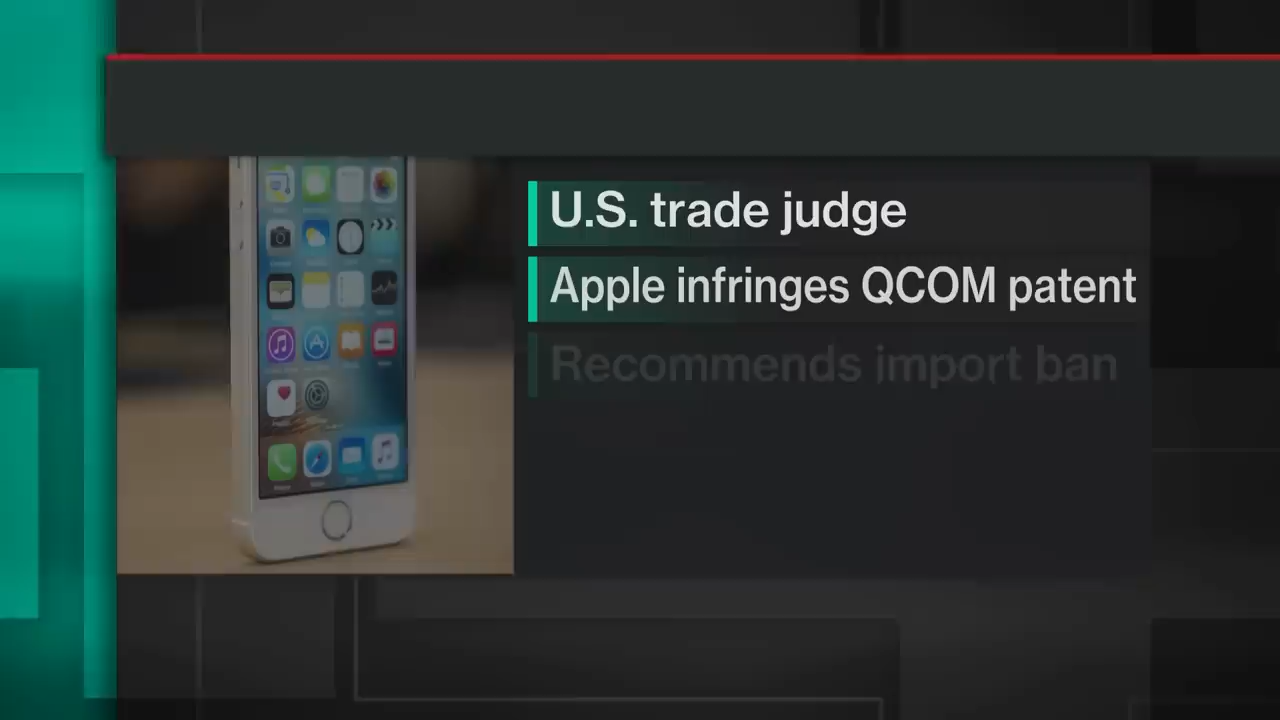 U.S. trade judge
Apple infringes QCOM patent
Recommends import ban